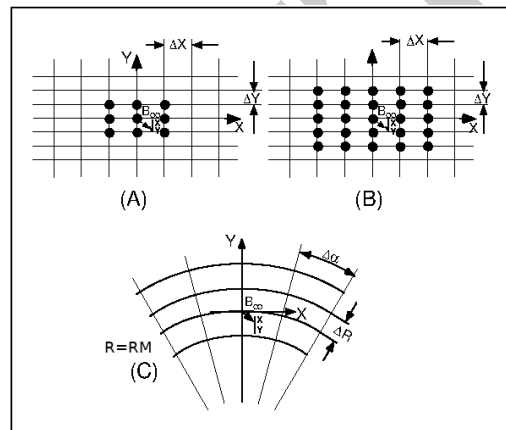 Y ΔX ΔX
ΔY ΔY
B∞ X B∞ X
X X
Y Y
(A) (B)
Y Δα
B∞ X
X
Y
ΔR
R=RM
(C)